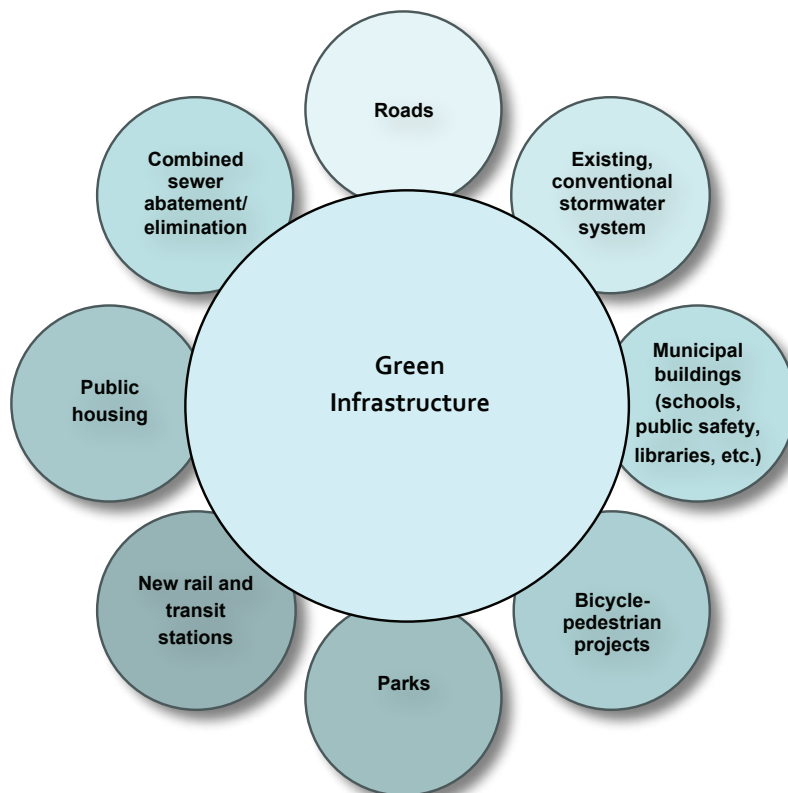 Roads
Combined
sewer
abatement/
elimination
Existing,
conventional
stormwater
system
Green
Infrastructure
Public
housing
Municipal
buildings
(schools,
public safety,
libraries, etc.)
New rail and
transit
stations
Bicycle-
pedestrian
projects
Parks